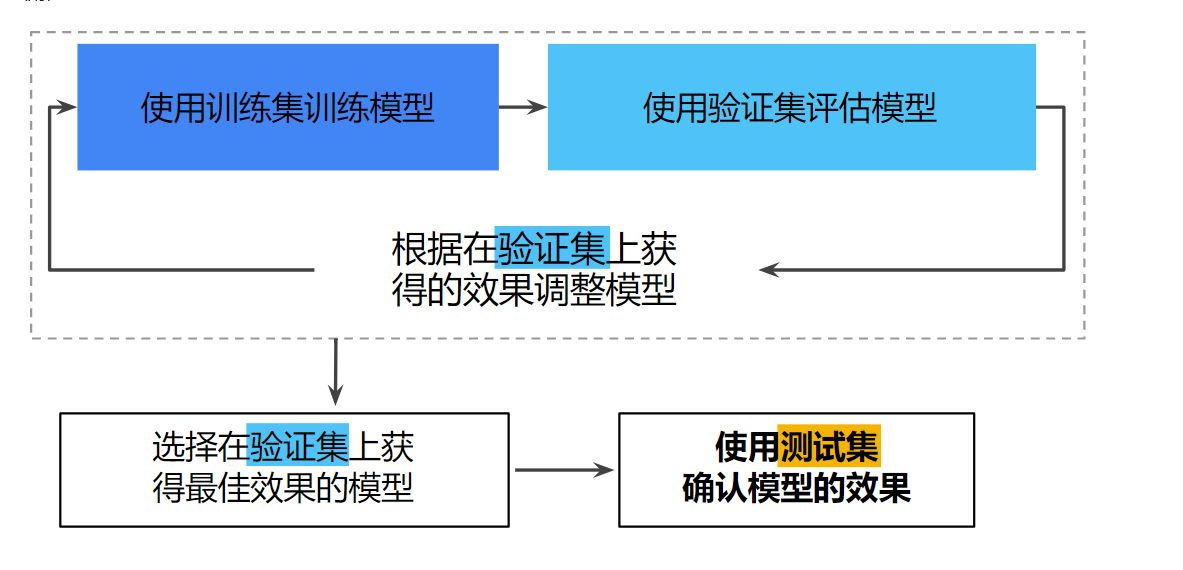 使用训练集训练模型
使用验证集评估模型
根据在验证集上获
得的效果调整模型
选择在验证集上获
得最佳效果的模型
使用测试集
确认模型的效果